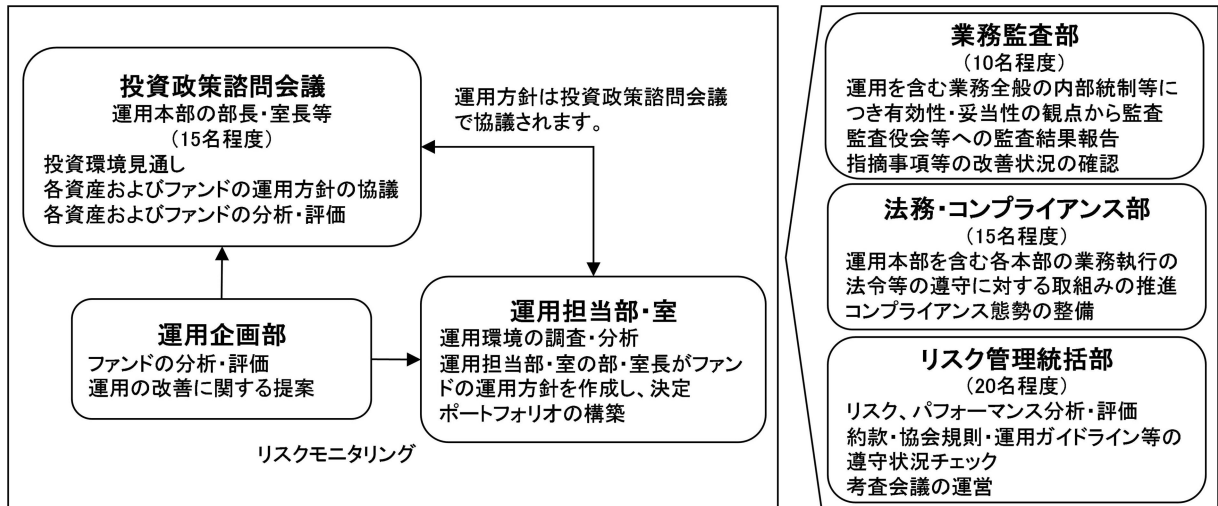 投資政策諮問会議
運用本部の部長・室長等
(15名程度)
投資環境見通し
各資産およびファンドの運用方針の協議
各資産およびファンドの分析・評価
運用方針は投資政策諮問会議
で協議されます。
運用企画部
ファンドの分析・評価
運用の改善に関する提案
運用担当部・室
運用環境の調査・分析
運用担当部・室の部・室長がファン
ドの運用方針を作成し、決定
ポートフォリオの構築
リスクモニタリング
業務監査部
(10名程度)
運用を含む業務全般の内部統制等に
つき有効性・妥当性の観点から監査
監査役会等への監査結果報告
指摘事項等の改善状況の確認
法務・コンプライアンス部
(15名程度)
運用本部を含む各本部の業務執行の
法令等の遵守に対する取組みの推進
コンプライアンス態勢の整備
リスク管理統括部
(20名程度)
リスク、パフォーマンス分析・評価
約款・協会規則・運用ガイドライン等の
遵守状況チェック
考査会議の運営